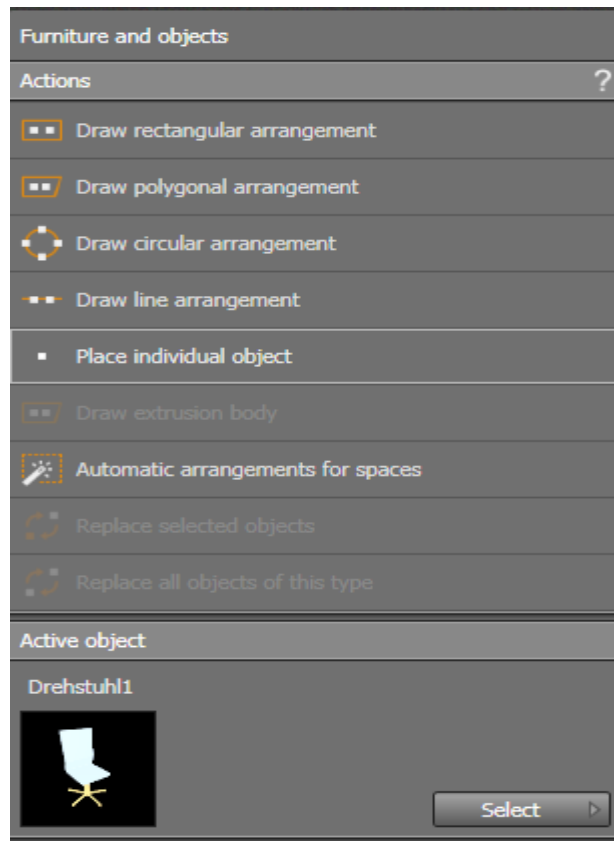 Furniture and objects
Actions ?
Draw rectangular arrangement
Draw polygonal arrangement
Draw circular arrangement
Draw line arrangement
Place individual object
Draw extrusion body
Automatic arrangements for spaces
Replace selected objects
Replace all objects of this type
Active object
Drehstuhl1
Select